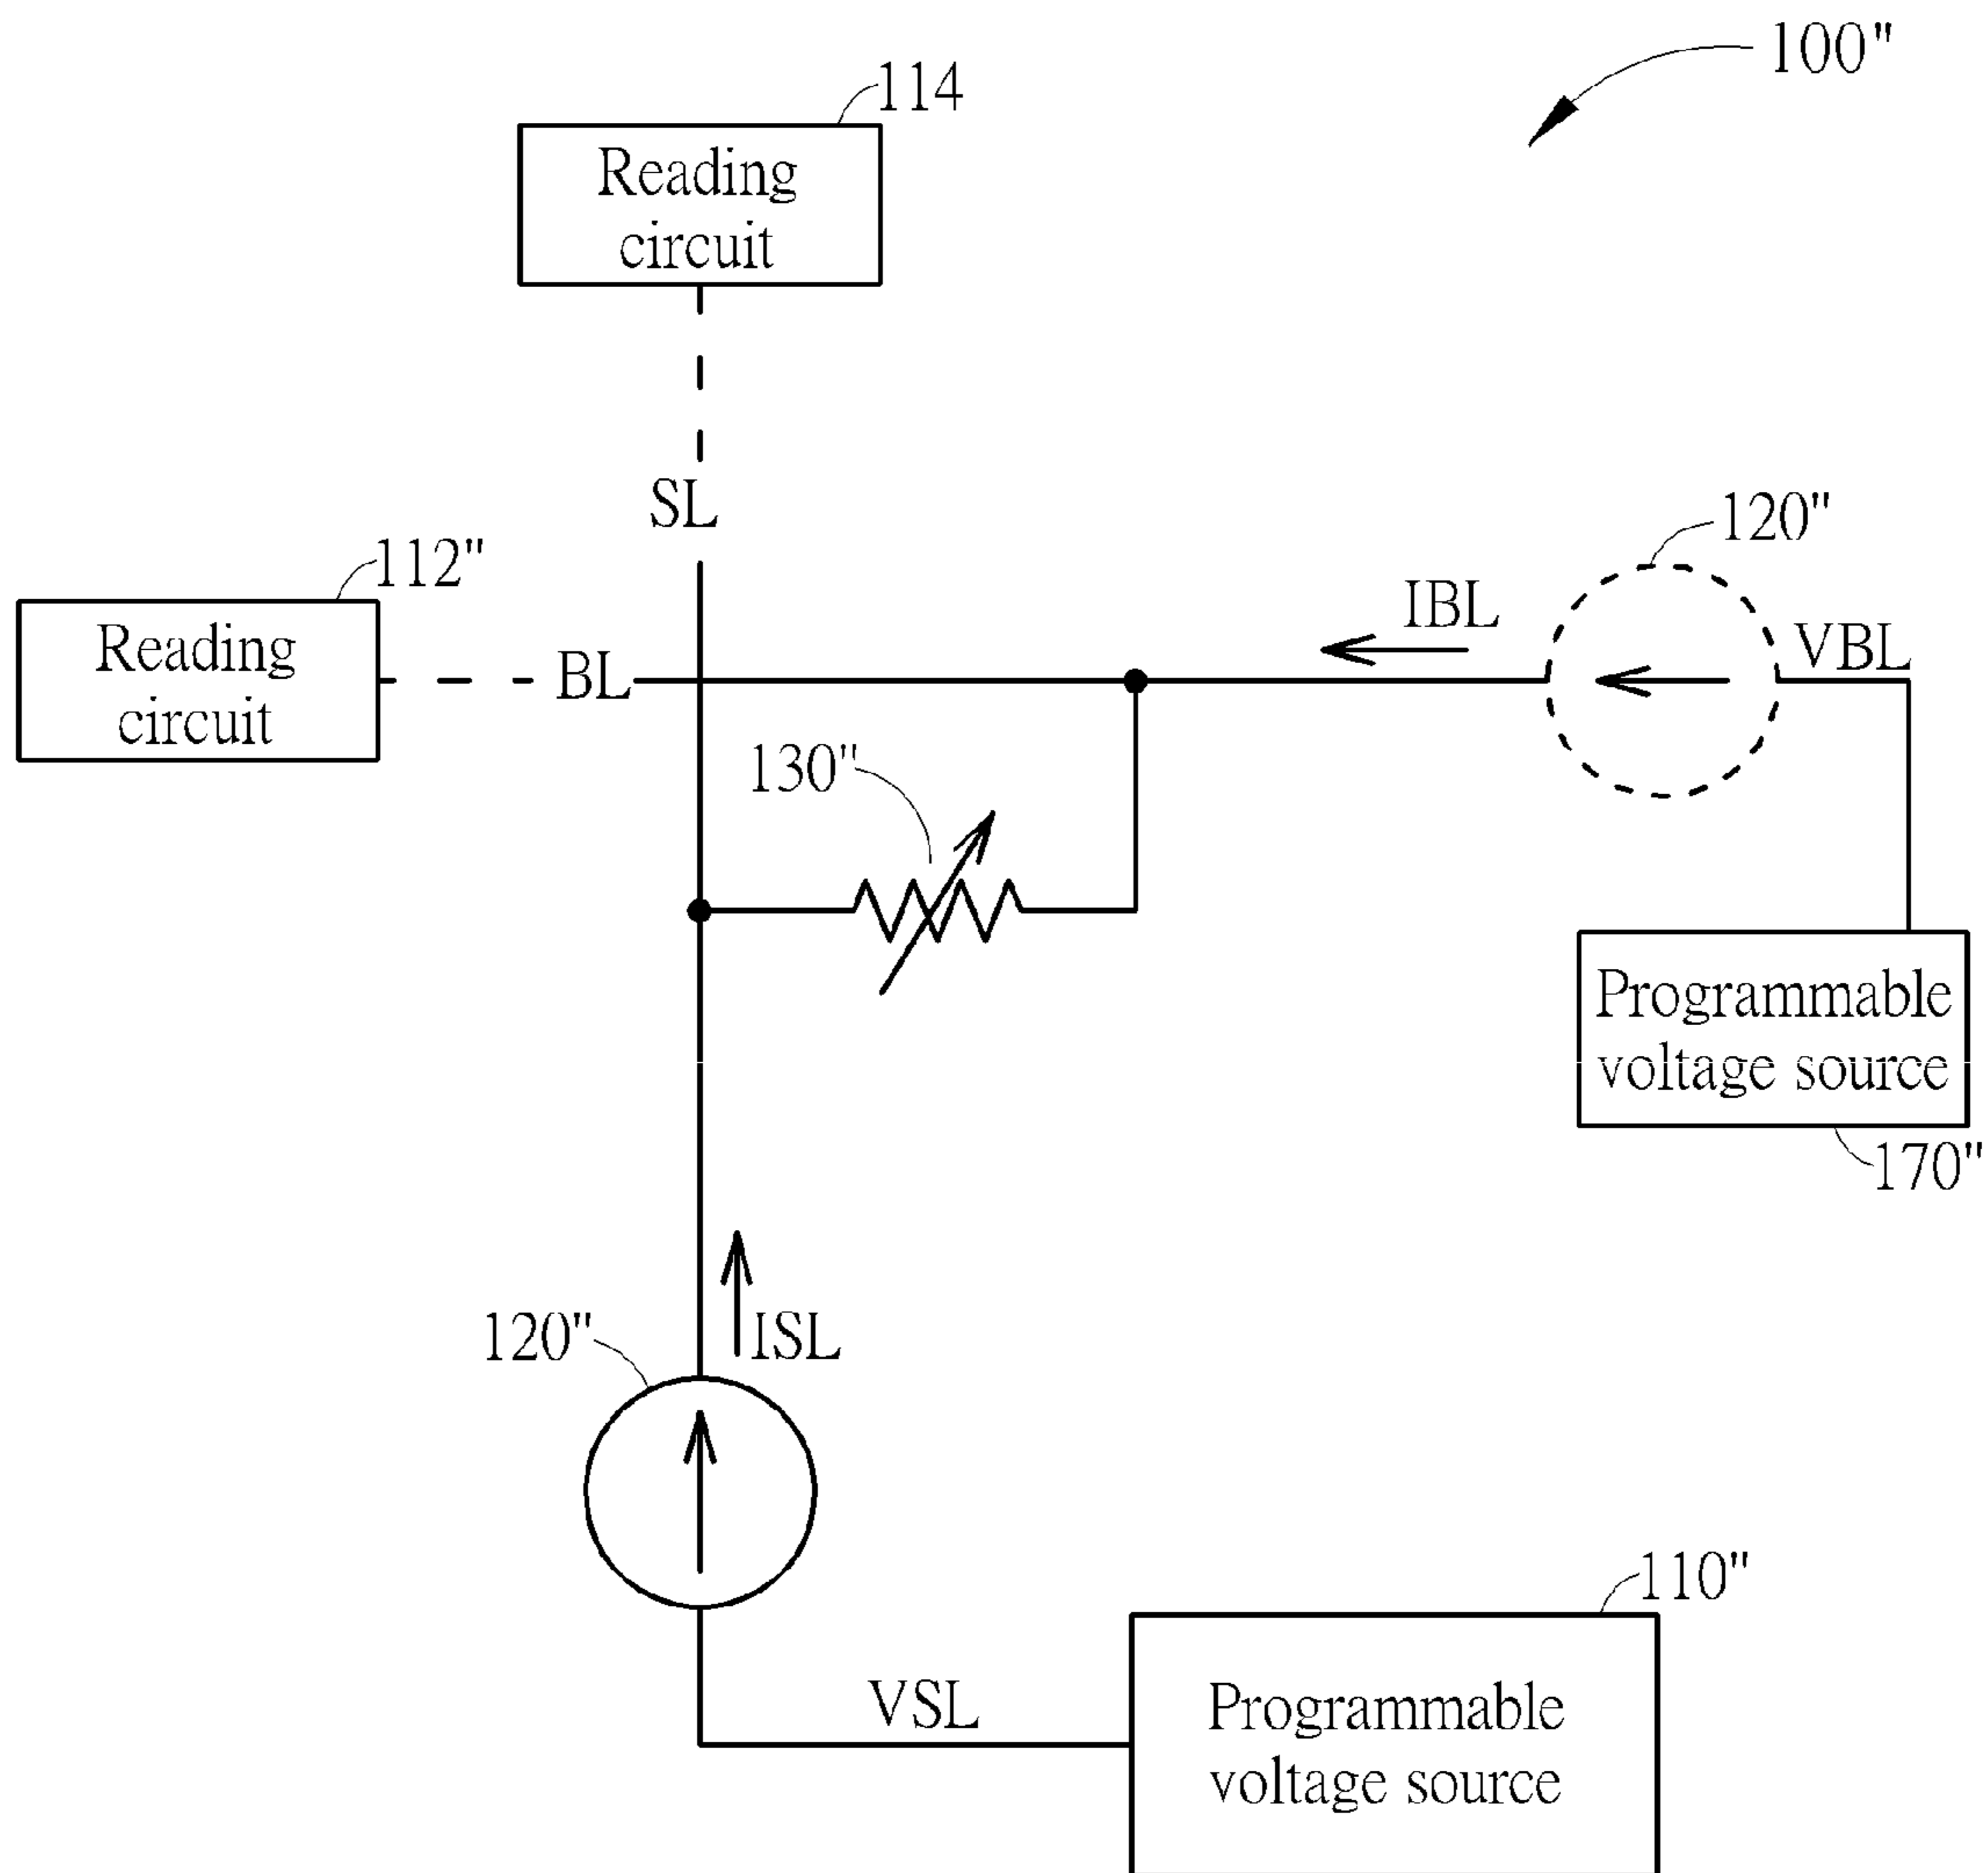 100"
114
Reading
circuit
SL
120"
112"
IBL
Reading
circuit
BL
VBL
130"
Programmable
voltage source
170"
120"
ISL
110"
VSL
Programmable
voltage source